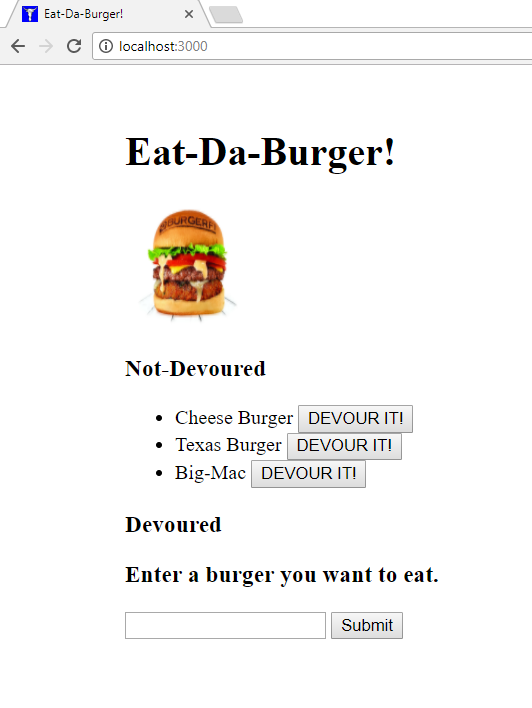 Eat-Da-Burger!
localhost:3000
Eat-Da-Burger!
BURGERFI
Not-Devoured
Cheese Burger DEVOUR IT!
Texas Burger DEVOUR IT!
Big-Mac DEVOUR IT!
Devoured
Enter a burger you want to eat.
Submit